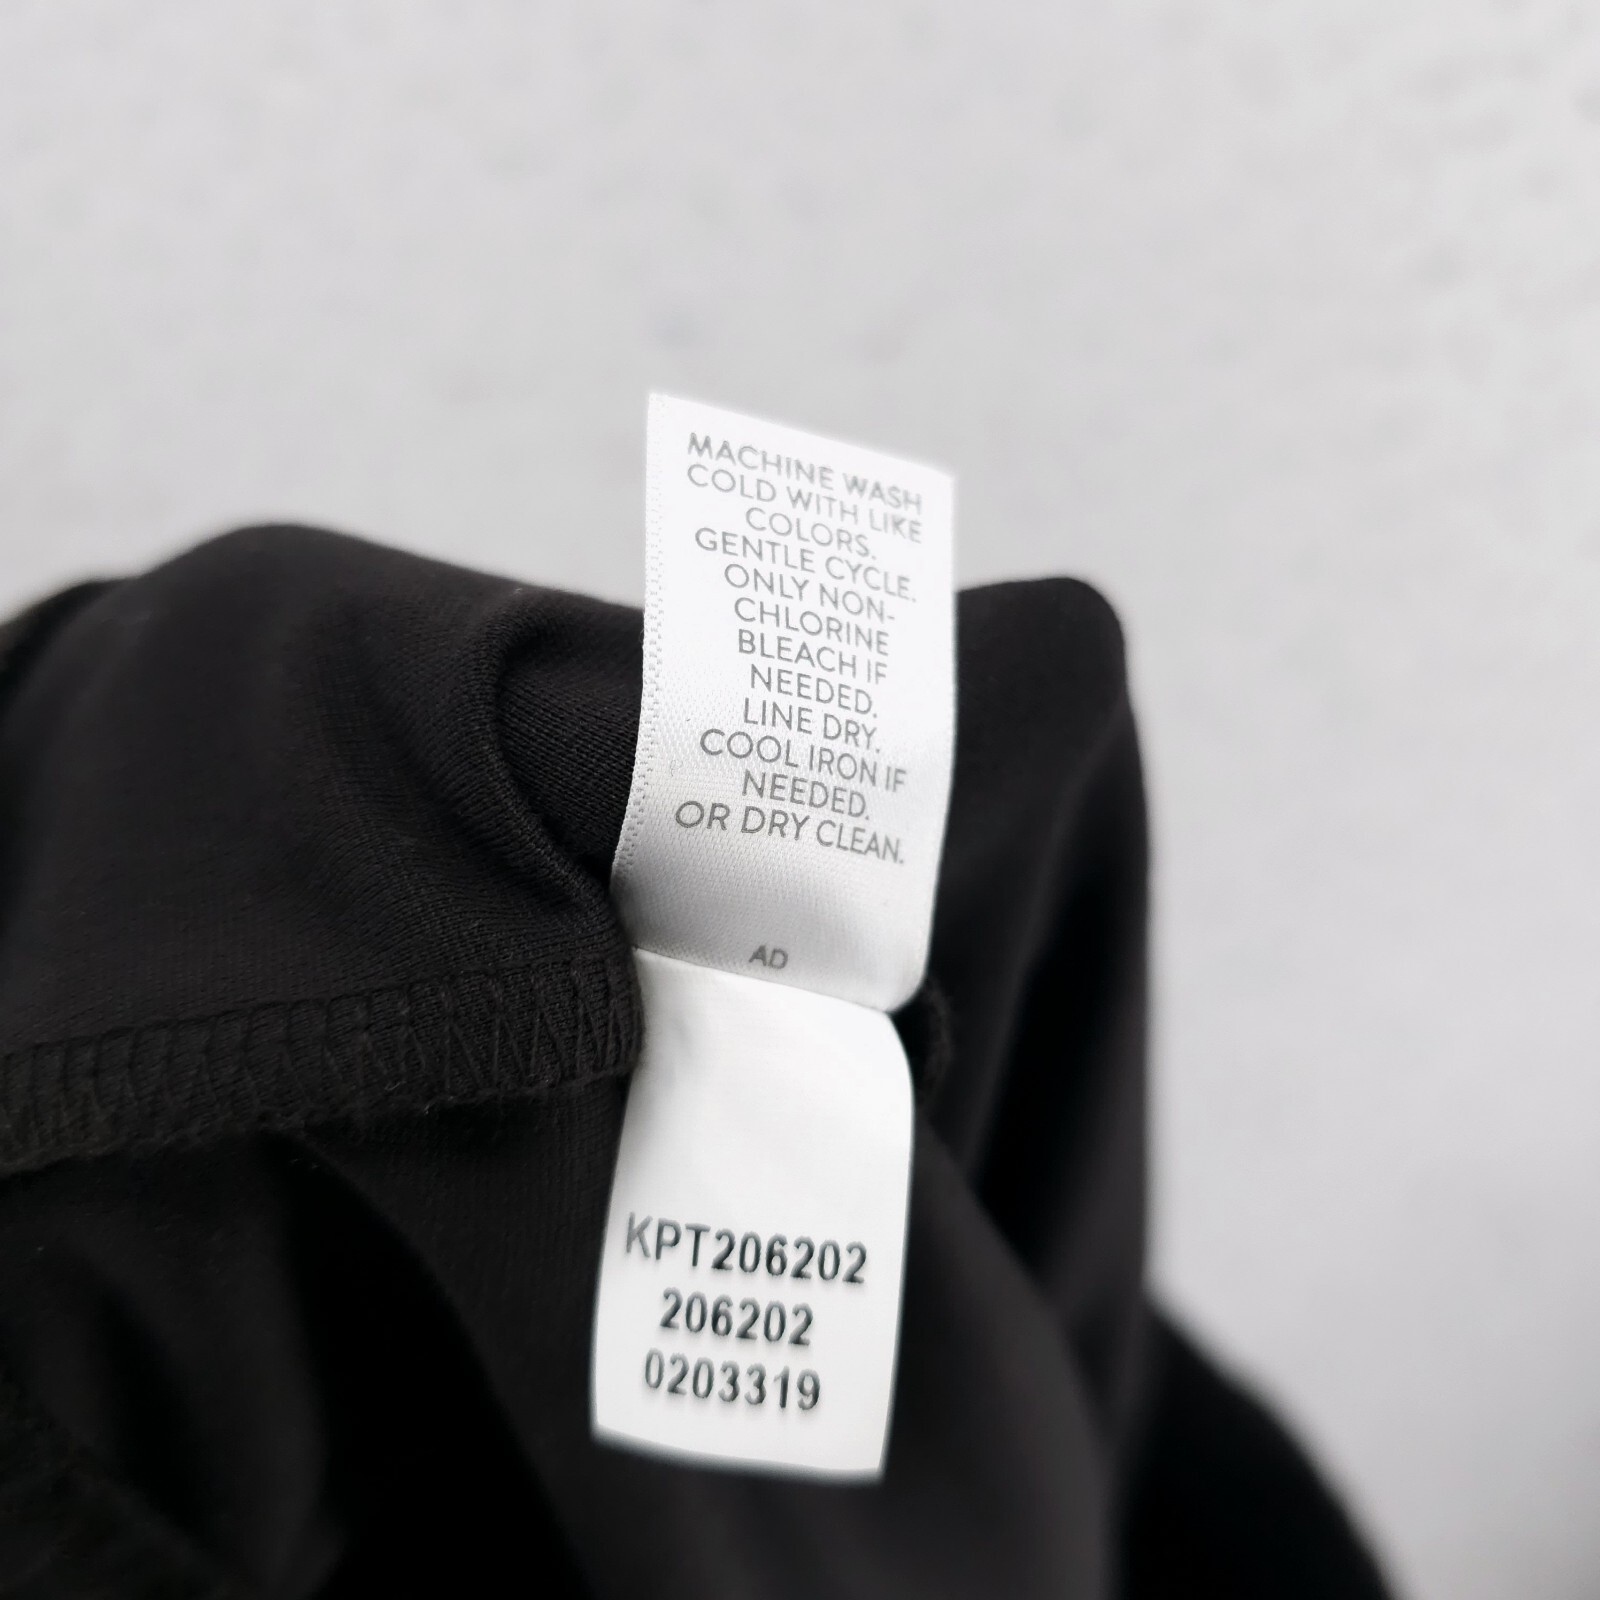 MACHINE WASH
COLD WITH LIKE
COLORS.
GENTLE CYCLE.
ONLY NON-
CHLORINE
BLEACH IF
NEEDED.
LINE DRY.
COOL IRON IF
NEEDED.
OR DRY CLEAN.
AD
KPT206202
206202
0203319